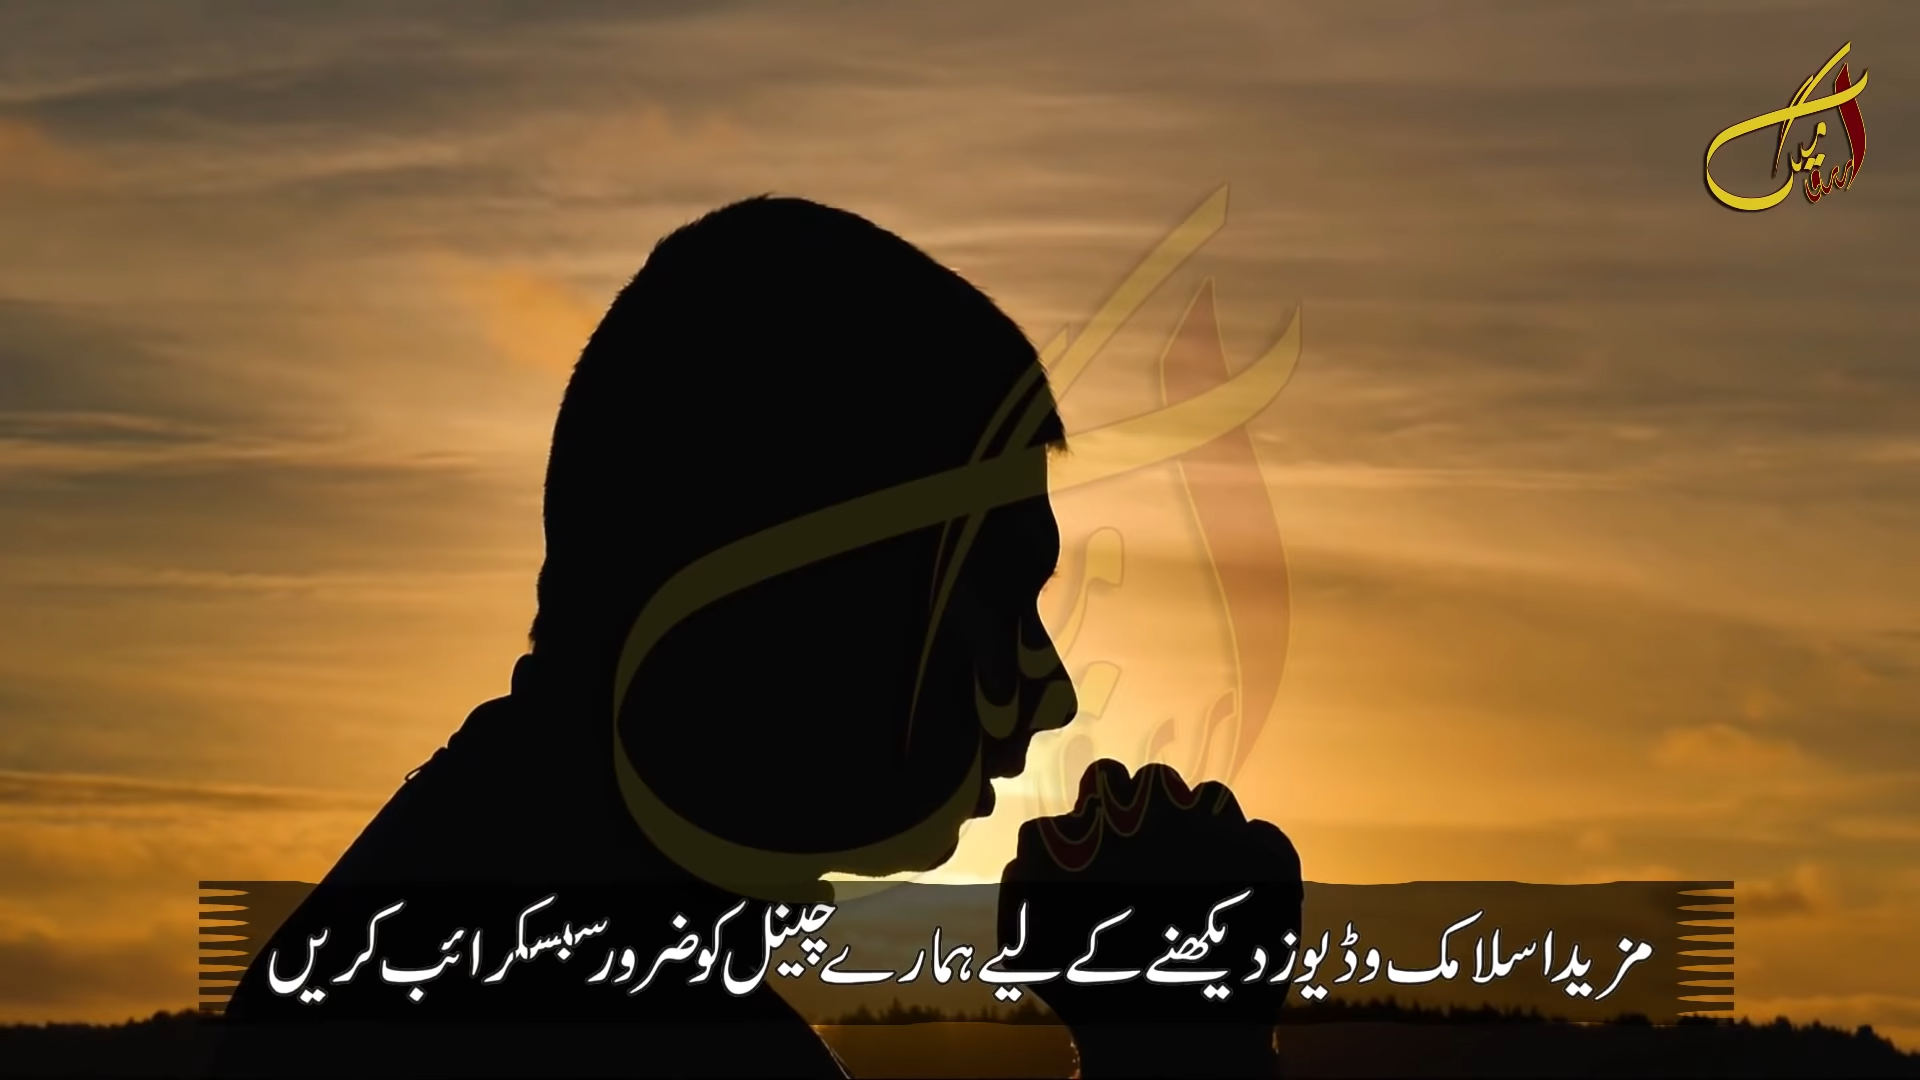 مزید اسلامک وڈیوز دیکھنے کے لیے ہمارے چینل کو ضرور سبسکرائب کریں